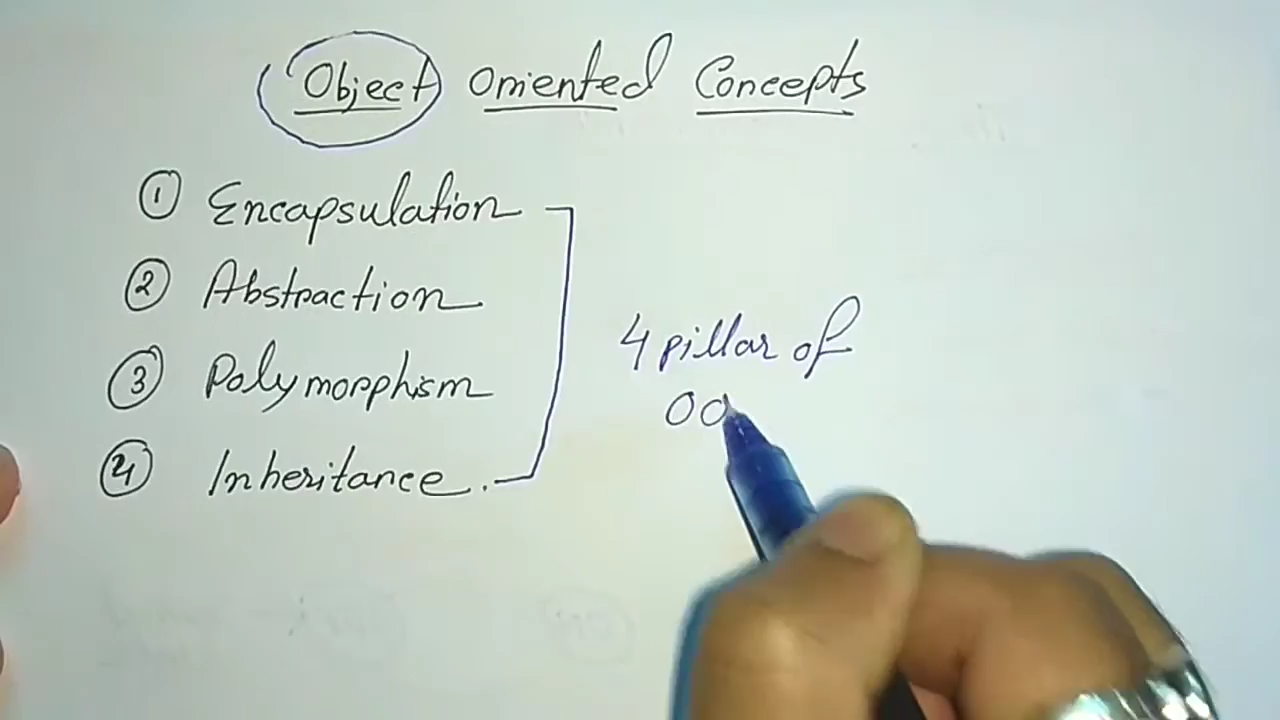 Object Oriented Concepts
① Encapsulation
② Abstraction
③ Polymorphism
④ Inheritance.
4 pillar of
OO